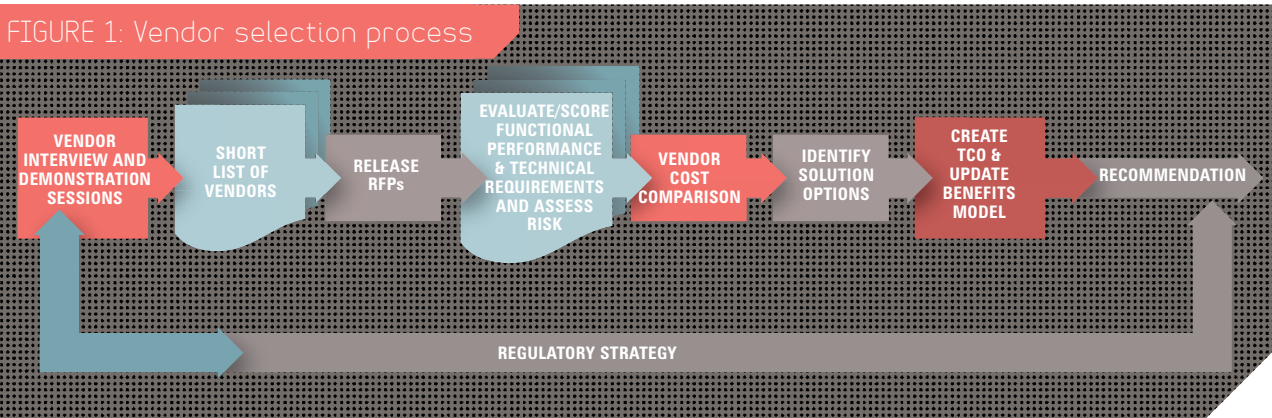 FIGURE 1: Vendor selection process
VENDOR
INTERVIEW AND
DEMONSTRATION
SESSIONS
SHORT
LIST OF
VENDORS
RELEASE
RFPs
EVALUATE/SCORE
FUNCTIONAL
PERFORMANCE
& TECHNICAL
REQUIREMENTS
AND ASSESS
RISK
VENDOR
COST
COMPARISON
IDENTIFY
SOLUTION
OPTIONS
CREATE
TCO &
UPDATE
BENEFITS
MODEL
RECOMMENDATION
REGULATORY STRATEGY